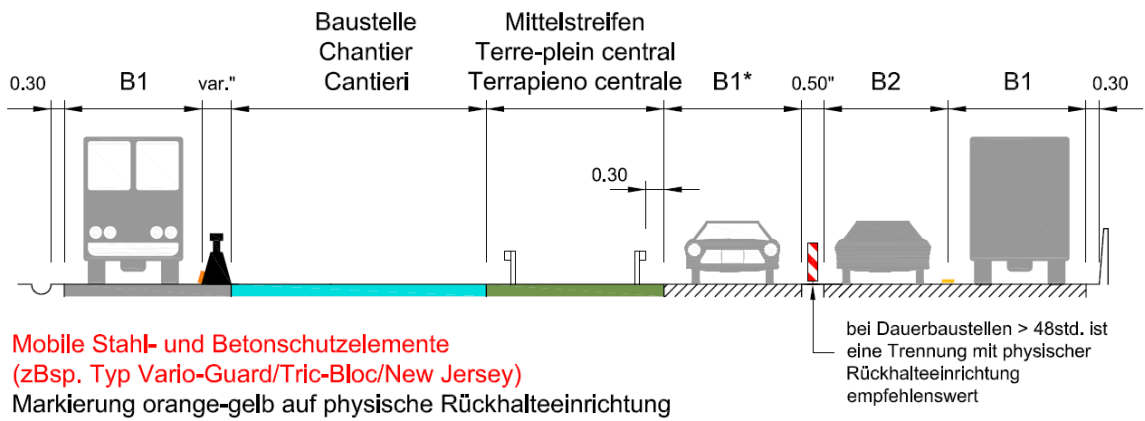 Baustelle
Chantier
Cantieri
Mittelstreifen
Terre-plein central
Terrapieno centrale
0.30
B1
var."
B1*
0.50"
B2
B1
0.30
0.30
Mobile Stahl- und Betonschutzelemente
(zBsp. Typ Vario-Guard/Tric-Bloc/New Jersey)
Markierung orange-gelb auf physische Rückhalteeinrichtung
bei Dauerbaustellen > 48std. ist
eine Trennung mit physischer
Rückhalteeinrichtung
empfehlenswert